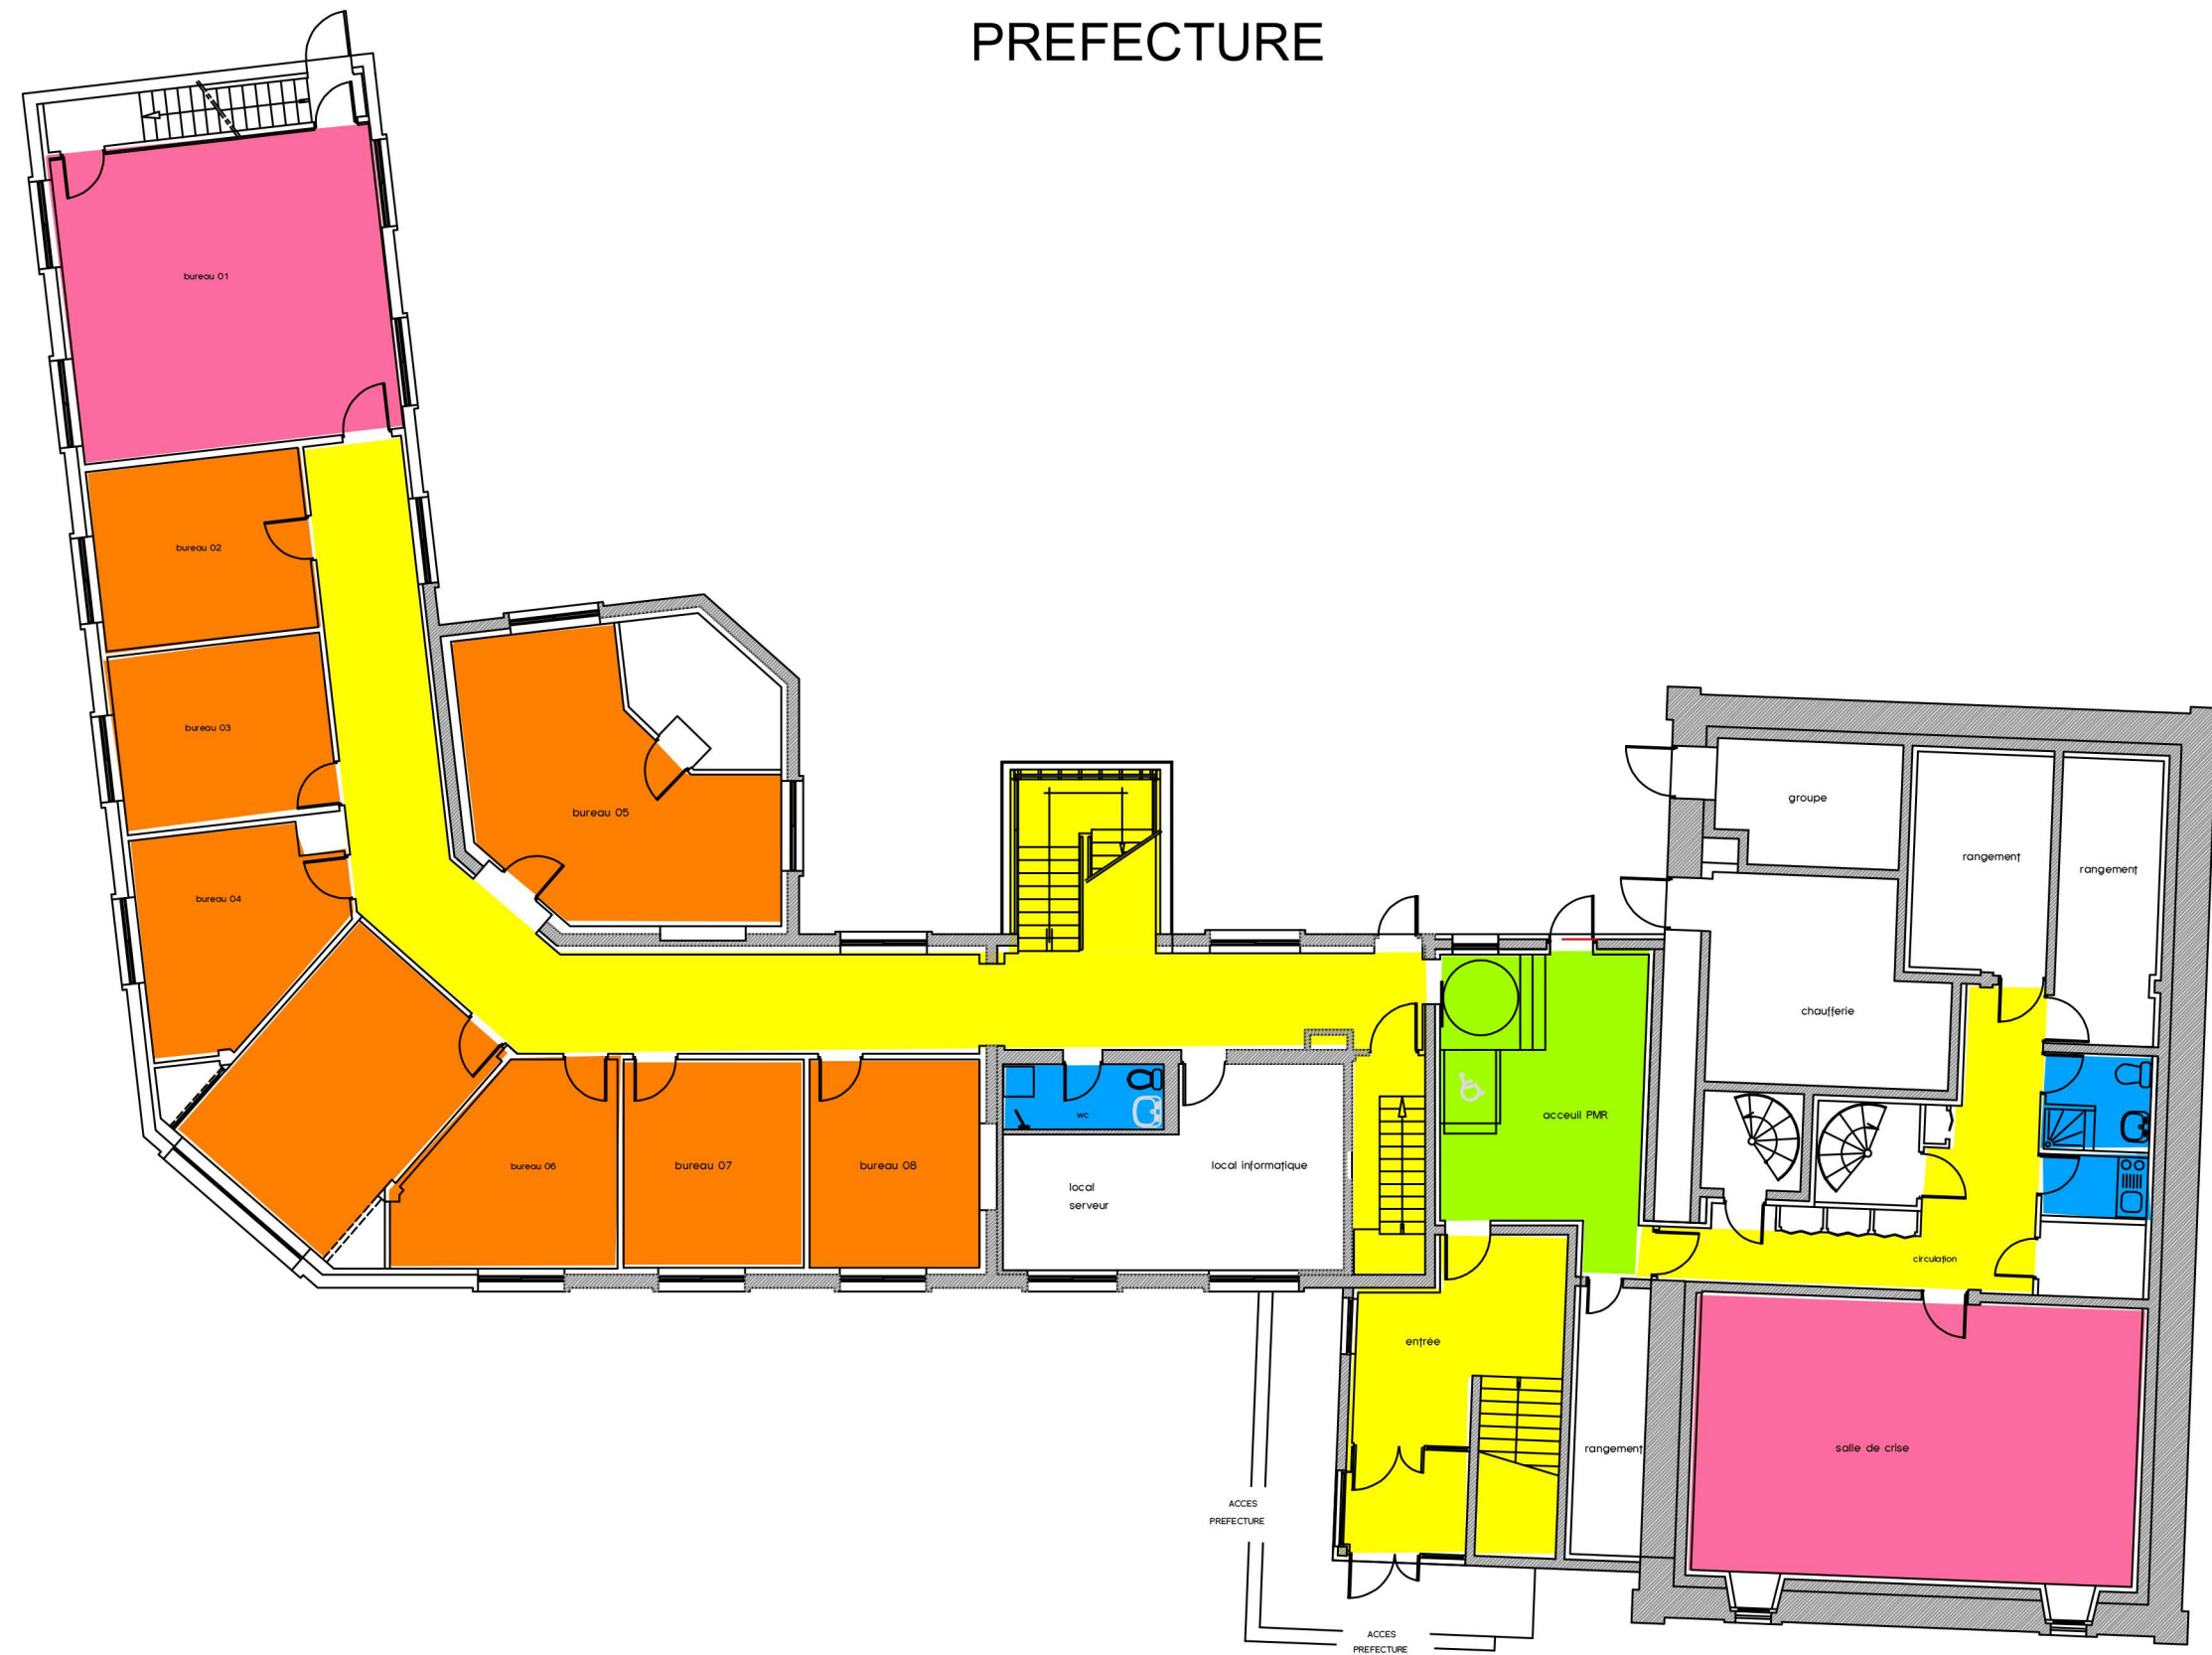 PREFECTURE
bureau 01
bureau 02
bureau 03
bureau 04
bureau 05
bureau 06
bureau 07
bureau 08
wc
local informatique
local
serveur
acceuil PMR
groupe
rangement
rangement
chaufferie
circulation
entrée
rangement
salle de crise
ACCES
PREFECTURE
ACCES
PREFECTURE